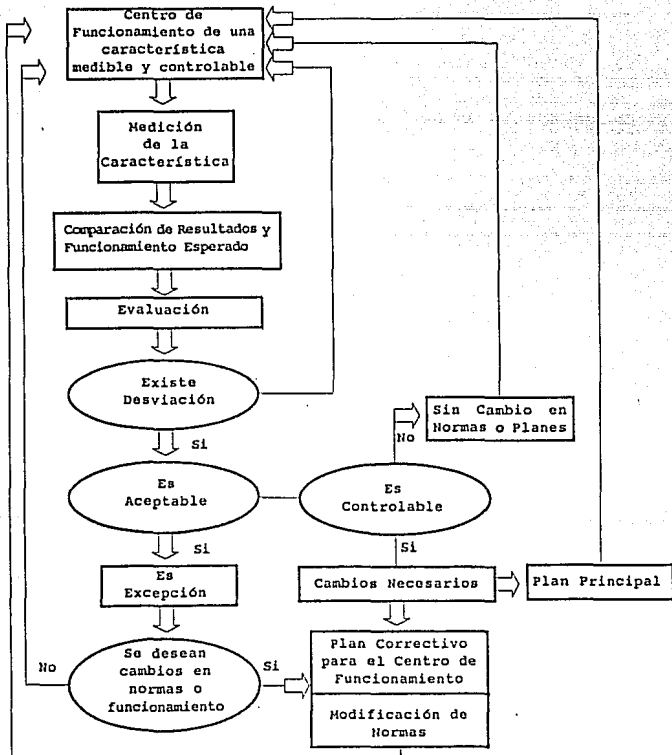 Centro de
Funcionamiento de una
característica
medible y controlable
Medición
de la
Característica
Comparación de Resultados y
Funcionamiento Esperado
Evaluación
Existe
Desviación
Si
Es
Aceptable
Si
Es
Excepción
Se desean
cambios en
normas o
funcionamiento
No
Si
Es
Controlable
No
Sin Cambio en
Normas o Planes
Si
Cambios Necesarios
Plan Principal
Plan Correctivo
para el Centro de
Funcionamiento
Modificación de
Normas